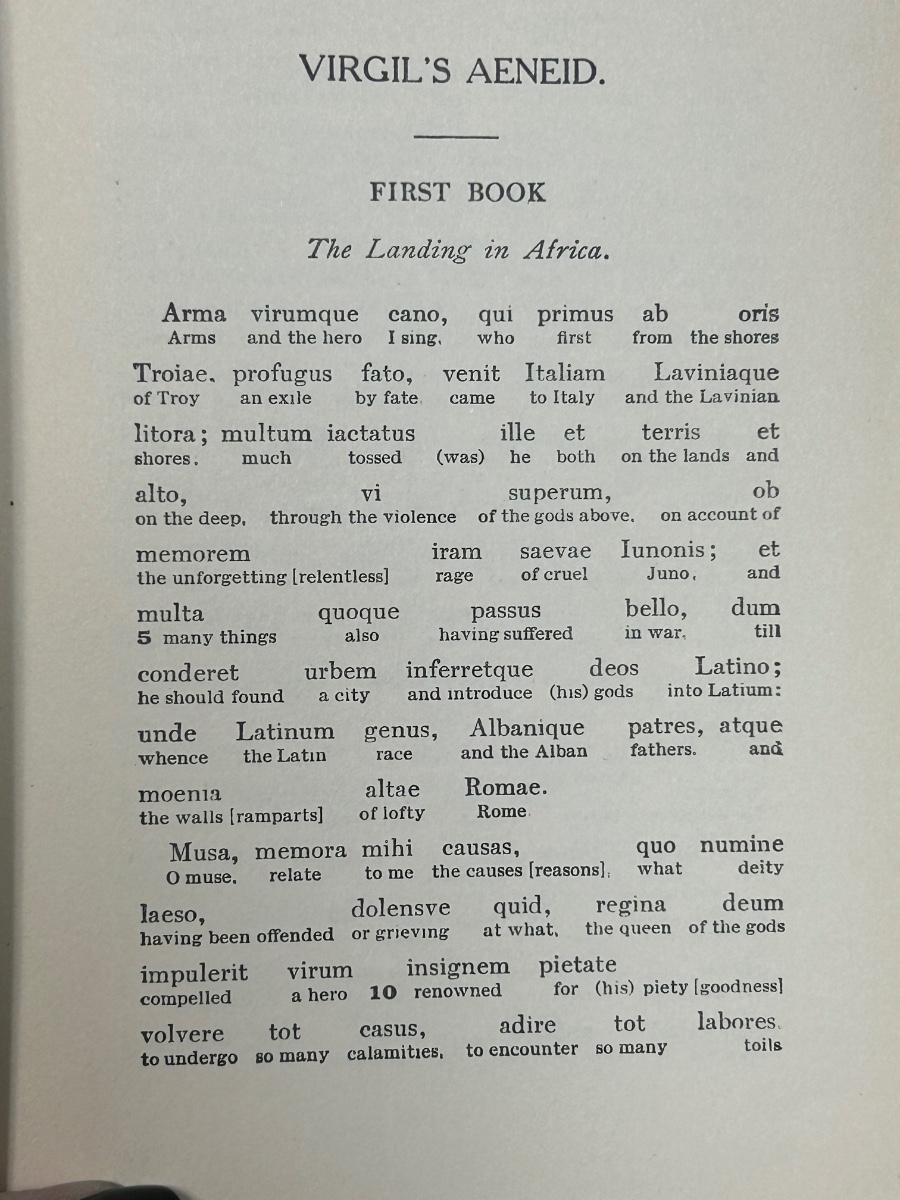 VIRGIL'S AENEID.
FIRST BOOK
The Landing in Africa.
Arma virumque cano, qui primus ab oris
Arms and the hero I sing, who first from the shores
Troiae, profugus fato, venit Italiam Laviniaque
of Troy an exile by fate came to Italy and the Lavinian
litora; multum iactatus ille et terris et
shores, much tossed (was) he both on the lands and
alto, vi superum, ob
on the deep, through the violence of the gods above, on account of
memorem iram saevae Iunonis; et
the unforgetting [relentless] rage of cruel Juno, and
multa quoque passus bello, dum
5 many things also having suffered in war, till
conderet urbem inferretque deos Latino;
he should found a city and introduce (his) gods into Latium:
unde Latinum genus, Albanique patres, atque
whence the Latin race and the Alban fathers. and
moenia altae Romae.
the walls [ramparts] of lofty Rome
Musa, memora mihi causas, quo numine
O muse, relate to me the causes [reasons], what deity
laeso, dolensve quid, regina deum
having been offended or grieving at what, the queen of the gods
impulerit virum insignem pietate
compelled a hero 10 renowned for (his) piety [goodness]
volvere tot casus, adire tot labores.
to undergo so many calamities, to encounter so many toils